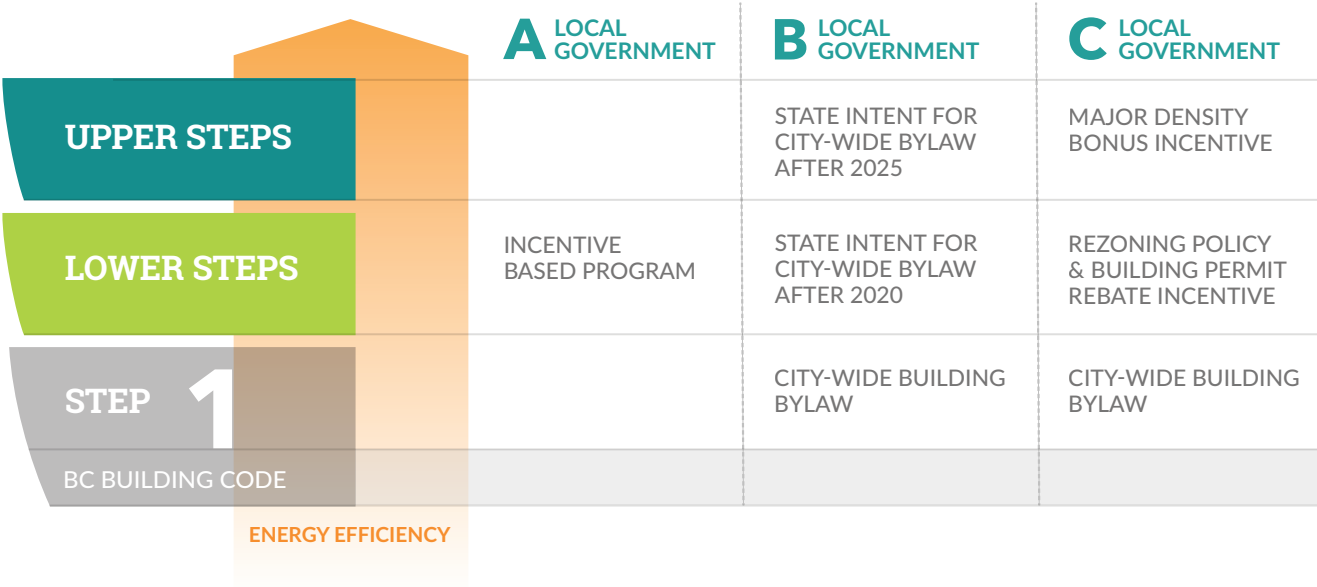 A LOCAL
GOVERNMENT
B LOCAL
GOVERNMENT
C LOCAL
GOVERNMENT
UPPER STEPS
STATE INTENT FOR
CITY-WIDE BYLAW
AFTER 2025
MAJOR DENSITY
BONUS INCENTIVE
LOWER STEPS
INCENTIVE
BASED PROGRAM
STATE INTENT FOR
CITY-WIDE BYLAW
AFTER 2020
REZONING POLICY
& BUILDING PERMIT
REBATE INCENTIVE
STEP 1
CITY-WIDE BUILDING
BYLAW
CITY-WIDE BUILDING
BYLAW
BC BUILDING CODE
ENERGY EFFICIENCY